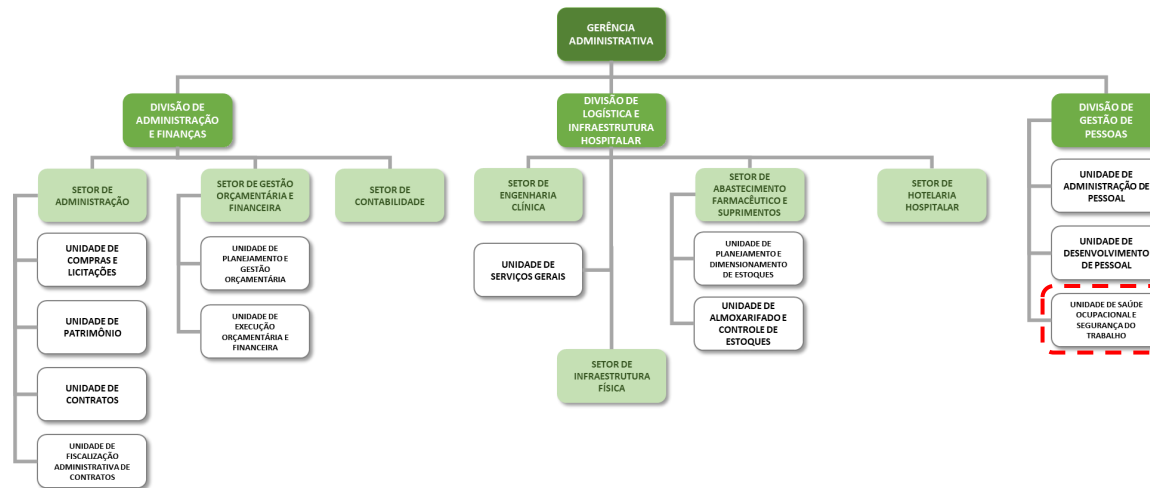 GERÊNCIA
ADMINISTRATIVA
DIVISÃO DE
ADMINISTRAÇÃO
E FINANÇAS
DIVISÃO DE
LOGÍSTICA E
INFRAESTRUTURA
HOSPITALAR
DIVISÃO DE
GESTÃO DE
PESSOAS
SETOR DE
ADMINISTRAÇÃO
SETOR DE GESTÃO
ORÇAMENTÁRIA E
FINANCEIRA
SETOR DE
CONTABILIDADE
SETOR DE
ENGENHARIA
CLÍNICA
SETOR DE
ABASTECIMENTO
FARMACÊUTICO E
SUPRIMENTOS
SETOR DE
HOTELARIA
HOSPITALAR
UNIDADE DE
ADMINISTRAÇÃO DE
PESSOAL
UNIDADE DE
COMPRAS E
LICITAÇÕES
UNIDADE DE
PLANEJAMENTO E
GESTÃO
ORÇAMENTÁRIA
UNIDADE DE
SERVIÇOS GERAIS
UNIDADE DE
PLANEJAMENTO E
DIMENSIONAMENTO
DE ESTOQUES
UNIDADE DE
DESENVOLVIMENTO
DE PESSOAL
UNIDADE DE
PATRIMÔNIO
UNIDADE DE
EXECUÇÃO
ORÇAMENTÁRIA E
FINANCEIRA
UNIDADE DE
ALMOXARIFADO E
CONTROLE DE
ESTOQUES
UNIDADE DE SAÚDE
OCUPACIONAL E
SEGURANÇA DO
TRABALHO
SETOR DE
INFRAESTRUTURA
FÍSICA
UNIDADE DE
CONTRATOS
UNIDADE DE
FISCALIZAÇÃO
ADMINISTRATIVA DE
CONTRATOS